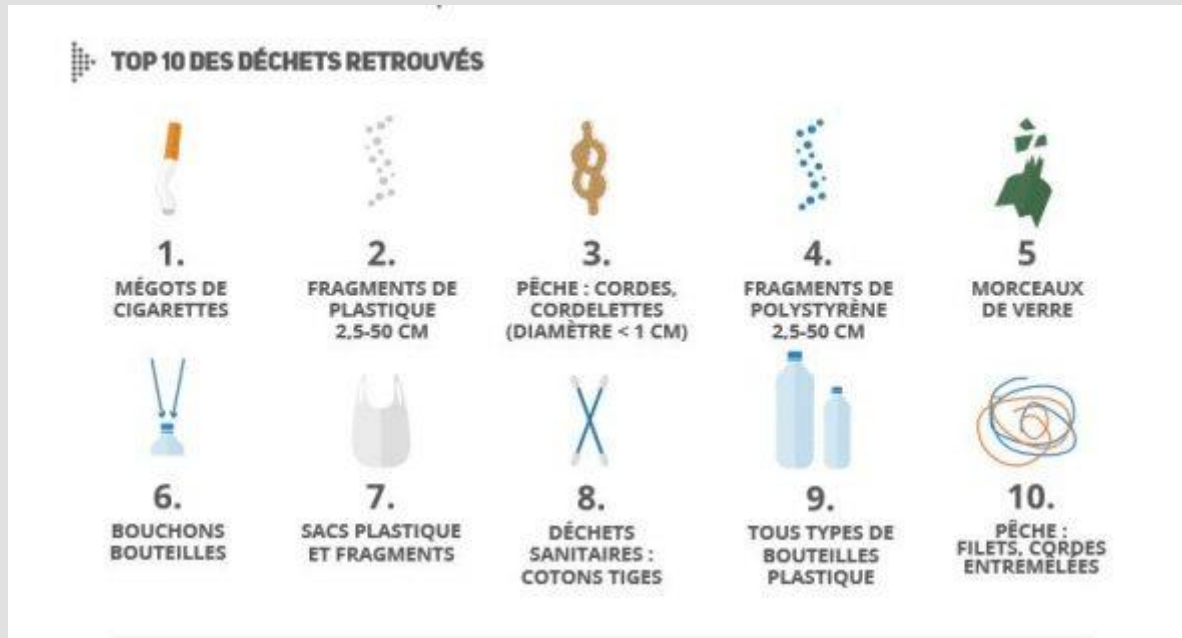 TOP 10 DES DÉCHETS RETROUVÉS
1.
MÉGOTS DE
CIGARETTES
2.
FRAGMENTS DE
PLASTIQUE
2,5-50 CM
3.
PÊCHE : CORDES,
CORDELETTES
(DIAMÈTRE < 1 CM)
4.
FRAGMENTS DE
POLYSTYRÈNE
2,5-50 CM
5
MORCEAUX
DE VERRE
6.
BOUCHONS
BOUTEILLES
7.
SACS PLASTIQUE
ET FRAGMENTS
8.
DÉCHETS
SANITAIRES :
COTONS TIGES
9.
TOUS TYPES DE
BOUTEILLES
PLASTIQUE
10.
PÊCHE :
FILETS, CORDES
ENTREMÊLÉES